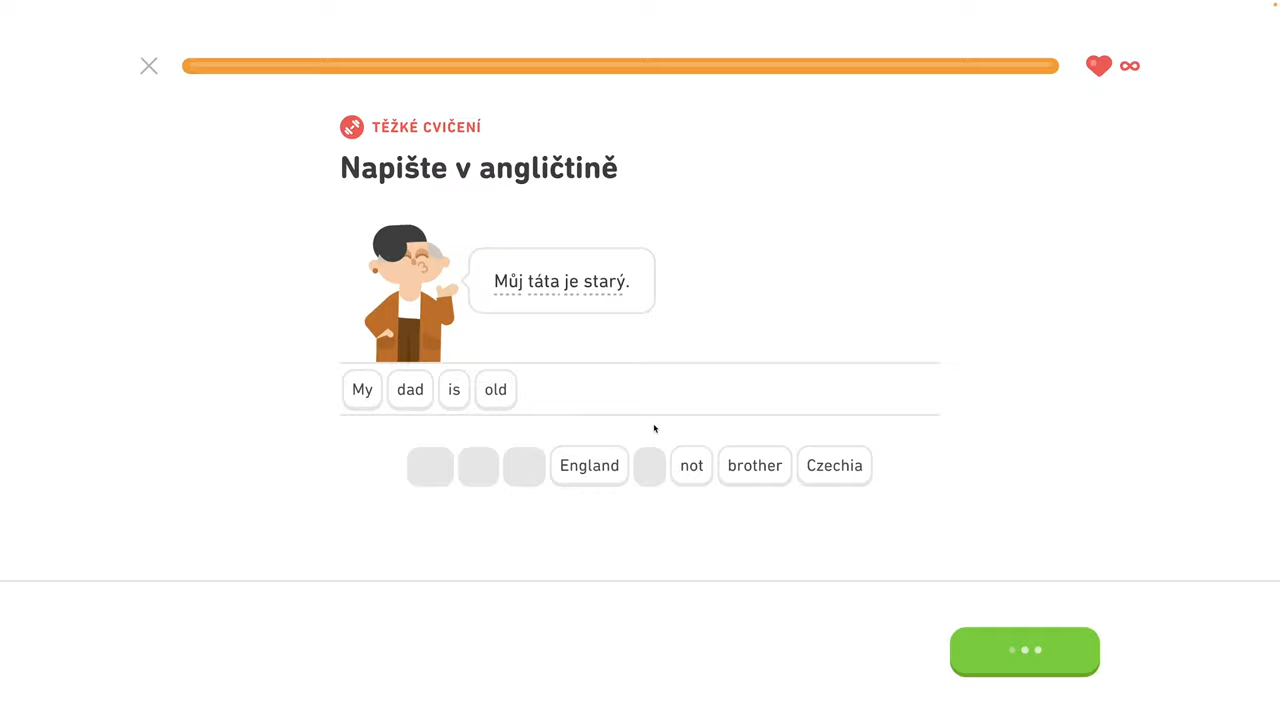 TĚŽKÉ CVIČENÍ
Napište v angličtině
Můj táta je starý.
My dad is old
England not brother Czechia